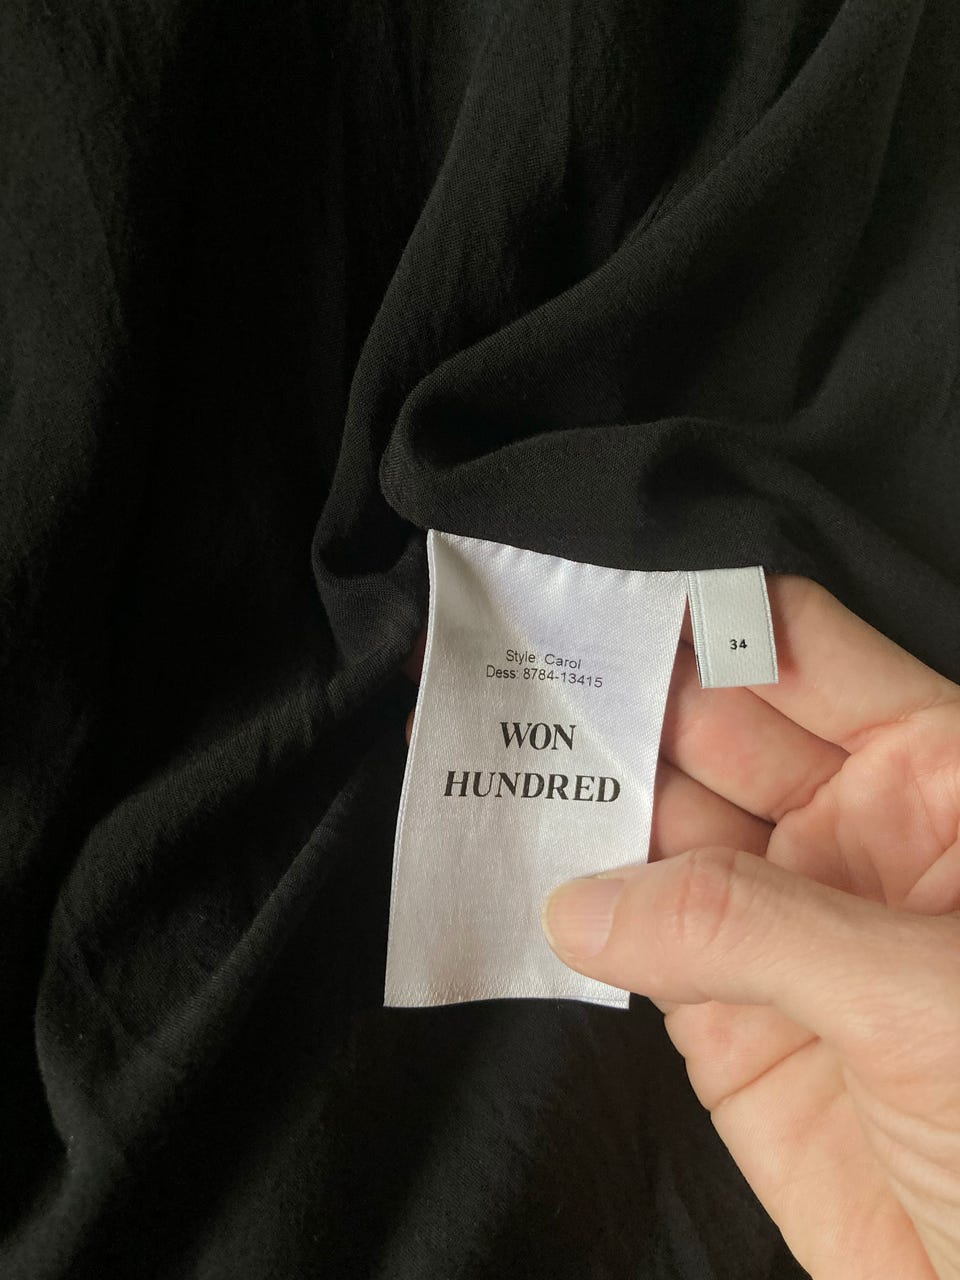 Style: Carol
Dess: 8784-13415
WON
HUNDRED
34